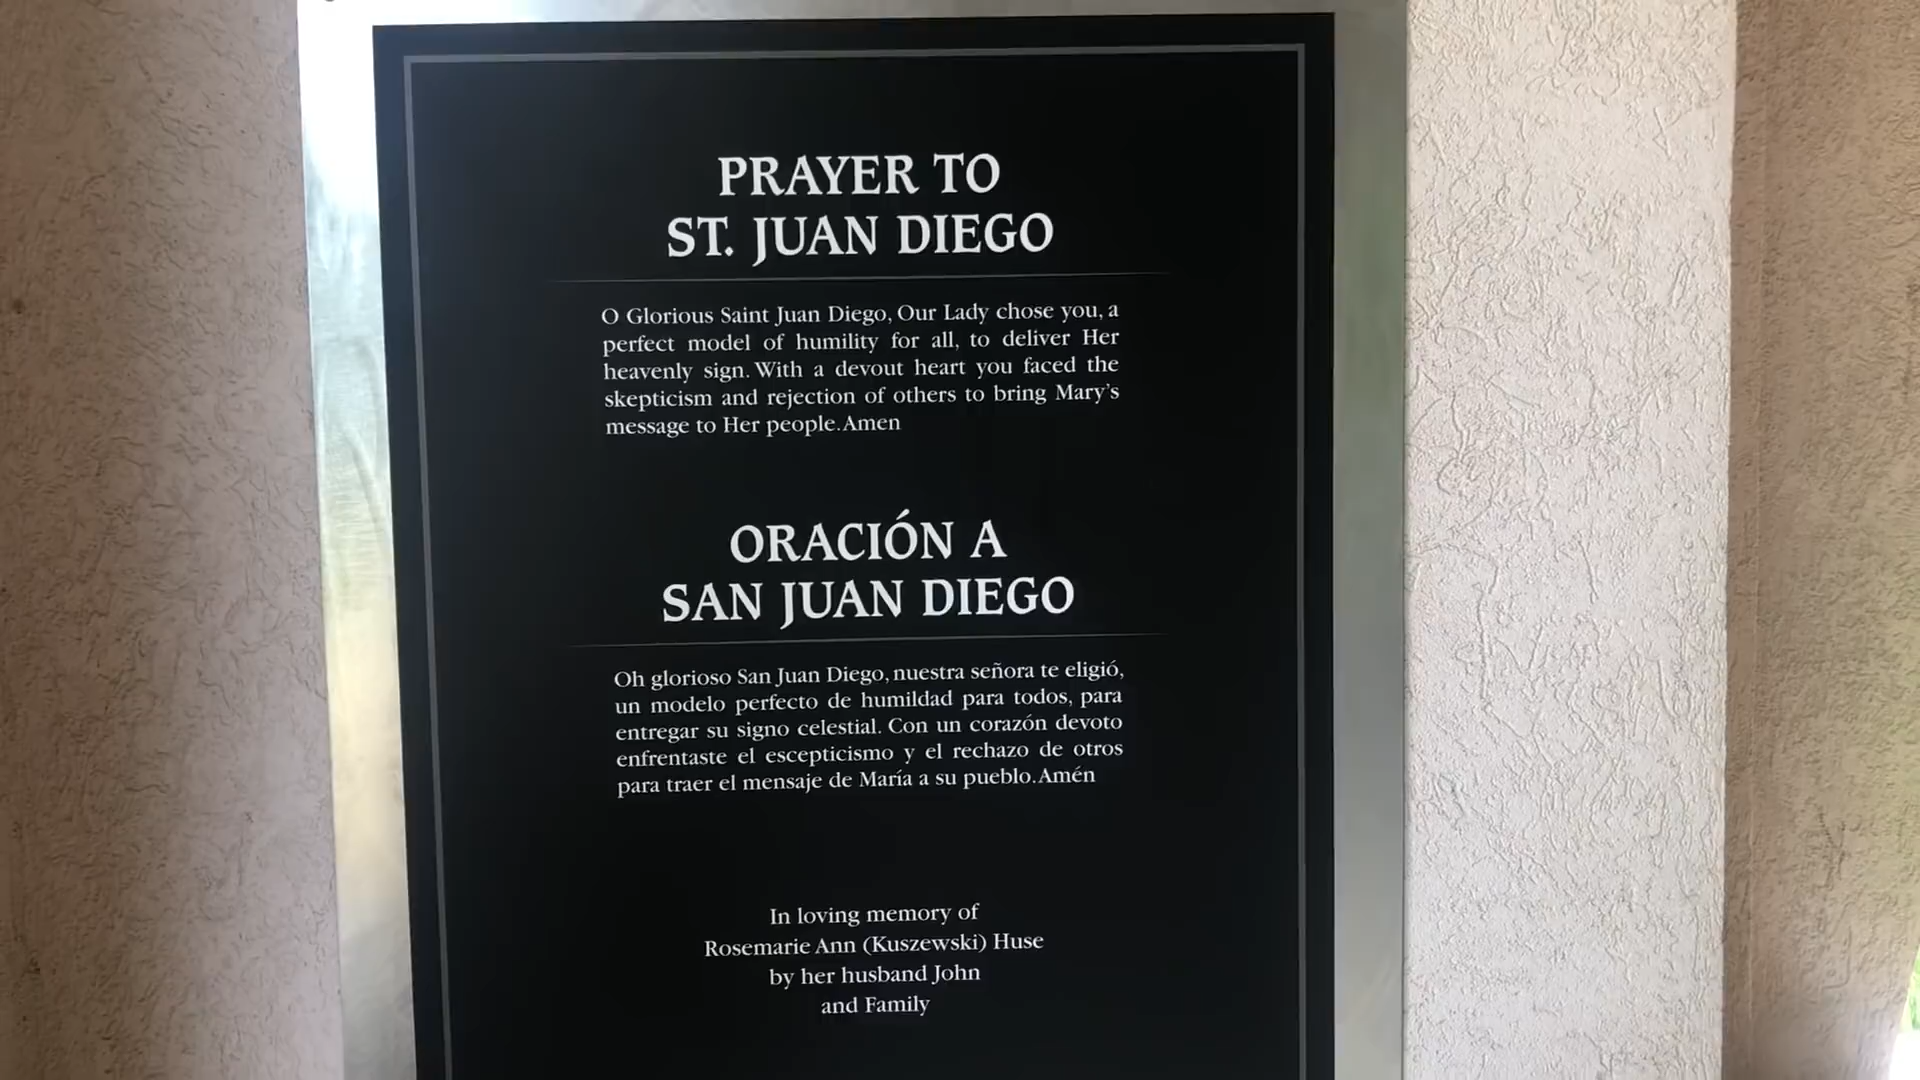 PRAYER TO
ST. JUAN DIEGO
O Glorious Saint Juan Diego, Our Lady chose you, a
perfect model of humility for all, to deliver Her
heavenly sign. With a devout heart you faced the
skepticism and rejection of others to bring Mary's
message to Her people. Amen
ORACIÓN A
SAN JUAN DIEGO
Oh glorioso San Juan Diego, nuestra señora te eligió,
un modelo perfecto de humildad para todos, para
entregar su signo celestial. Con un corazón devoto
enfrentaste el escepticismo y el rechazo de otros
para traer el mensaje de María a su pueblo. Amén
In loving memory of
Rosemarie Ann (Kuszewski) Huse
by her husband John
and Family